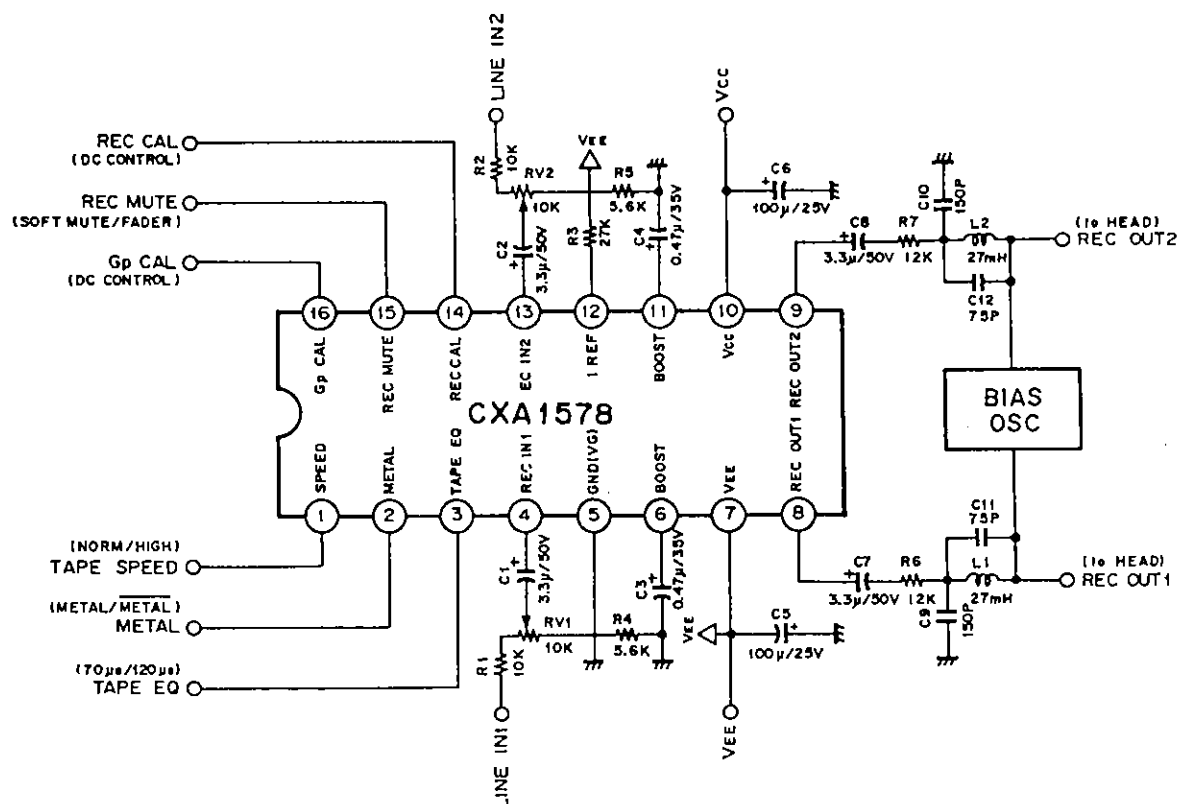 LINE IN2
VCC
REC CAL
(DC CONTROL)
REC MUTE
(SOFT MUTE/FADER)
Gp CAL
(DC CONTROL)
R2
10K
RV2
10K
VEE
R5
5.6K
R3
27K
C2
3.3μ/50V
C4
0.47μ/35V
C6
100μ/25V
C8
3.3μ/50V
R7
12K
C10
150P
L2
27mH
C12
75P
(to HEAD)
REC OUT2
16
15
14
13
12
11
10
9
Gp CAL
REC MUTE
REC CAL
EC IN2
I REF
BOOST
VCC
REC OUT2
CXA1578
BIAS
OSC
SPEED
METAL
TAPE EQ
REC IN1
GND(VG)
BOOST
VEE
REC OUT1
1
2
3
4
5
6
7
8
(NORM/HIGH)
TAPE SPEED
(METAL/METAL)
METAL
(70μs/120μs)
TAPE EQ
C1
3.3μ/50V
RV1
10K
R1
10K
R4
5.6K
C3
0.47μ/35V
VEE
C5
100μ/25V
C7
3.3μ/50V
R6
12K
C11
75P
L1
27mH
C9
150P
(to HEAD)
REC OUT1
LINE IN1
VEE